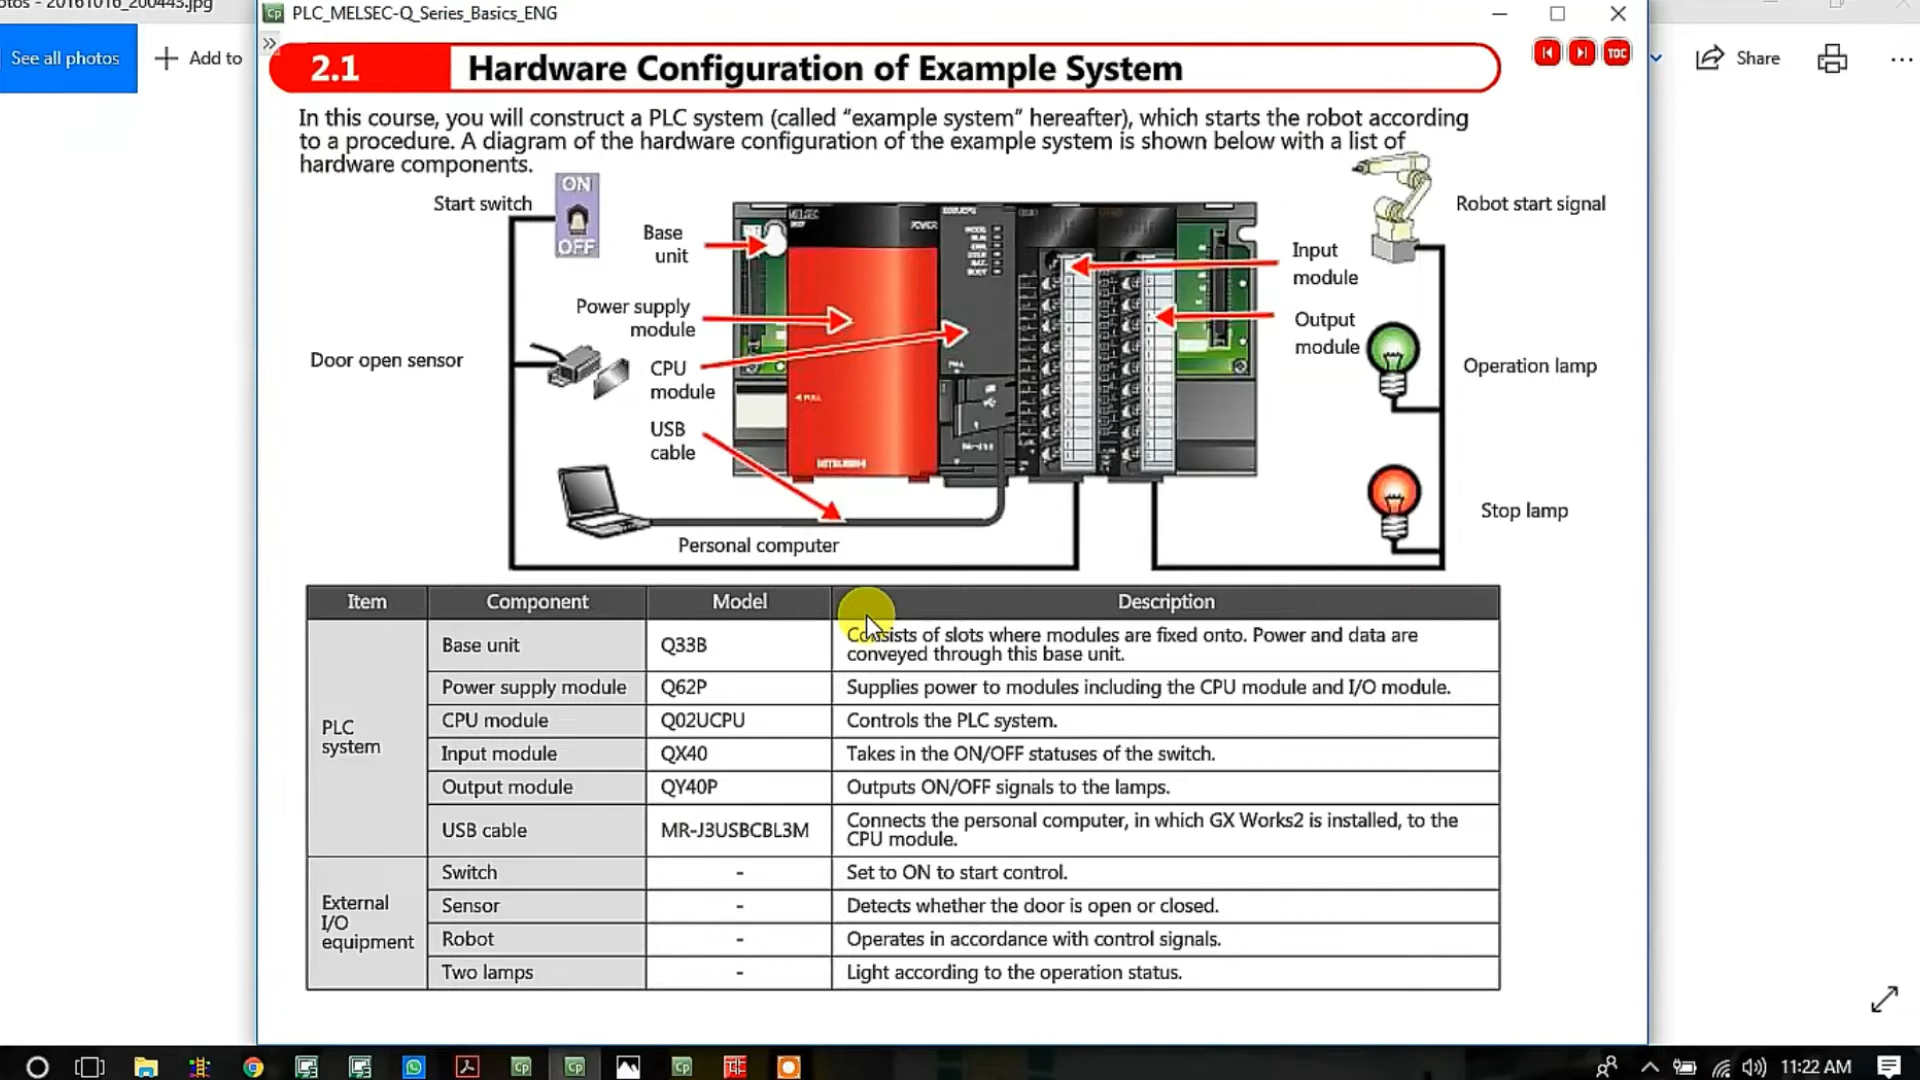 otos - 20161016_200443.jpg
PLC_MELSEC-Q_Series_Basics_ENG
See all photos
Add to
Share
2.1 Hardware Configuration of Example System
TOC
In this course, you will construct a PLC system (called “example system” hereafter), which starts the robot according
to a procedure. A diagram of the hardware configuration of the example system is shown below with a list of
hardware components.
Start switch
ON
OFF
Base
unit
Power supply
module
Door open sensor
CPU
module
USB
cable
Personal computer
MELSEC
POWER
PULL
MITSUBISHI
Input
module
Output
module
Robot start signal
Operation lamp
Stop lamp
Item Component Model Description
PLC
system
Base unit Q33B Consists of slots where modules are fixed onto. Power and data are
conveyed through this base unit.
Power supply module Q62P Supplies power to modules including the CPU module and I/O module.
CPU module Q02UCPU Controls the PLC system.
Input module QX40 Takes in the ON/OFF statuses of the switch.
Output module QY40P Outputs ON/OFF signals to the lamps.
USB cable MR-J3USBCBL3M Connects the personal computer, in which GX Works2 is installed, to the
CPU module.
External
I/O
equipment
Switch - Set to ON to start control.
Sensor - Detects whether the door is open or closed.
Robot - Operates in accordance with control signals.
Two lamps - Light according to the operation status.
11:22 AM